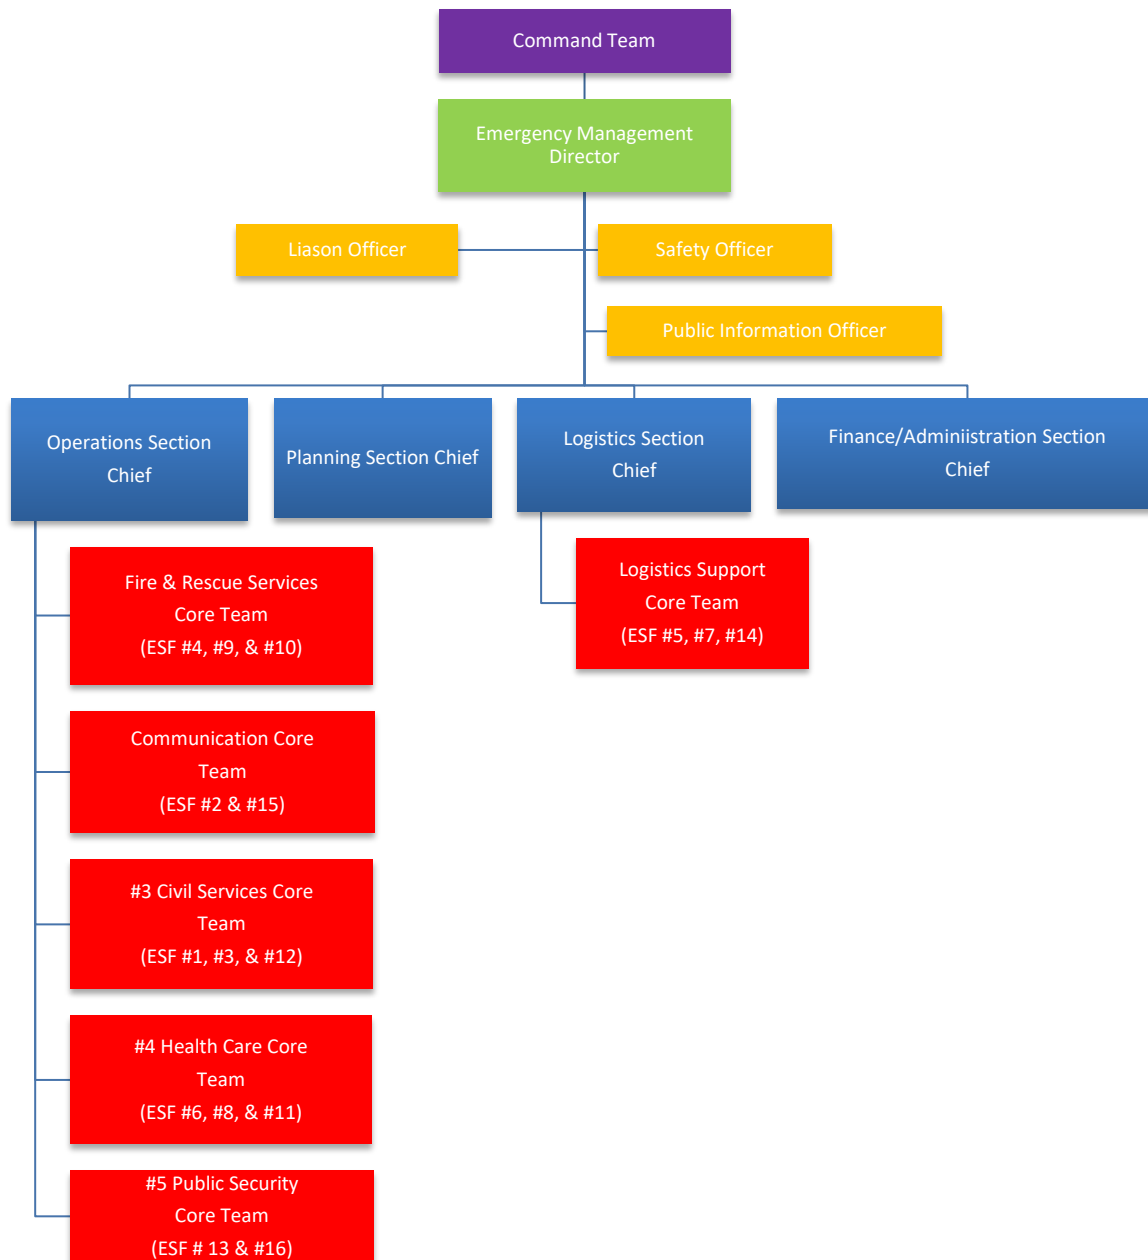 Command Team
Emergency Management
Director
Liason Officer
Safety Officer
Public Information Officer
Operations Section
Chief
Planning Section Chief
Logistics Section
Chief
Finance/Adminiistration Section
Chief
Fire & Rescue Services
Core Team
(ESF #4, #9, & #10)
Logistics Support
Core Team
(ESF #5, #7, #14)
Communication Core
Team
(ESF #2 & #15)
#3 Civil Services Core
Team
(ESF #1, #3, & #12)
#4 Health Care Core
Team
(ESF #6, #8, & #11)
#5 Public Security
Core Team
(ESF # 13 & #16)